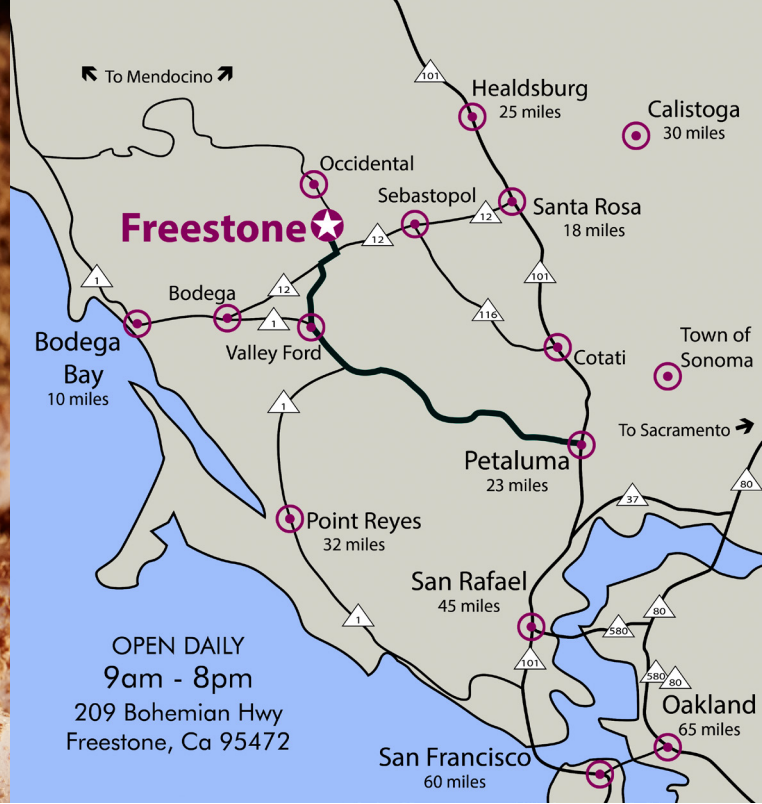 101
To Mendocino
Healdsburg
25 miles
Calistoga
30 miles
Occidental
Sebastopol
12
Santa Rosa
18 miles
Freestone
12
101
1
12
Bodega
1
116
Valley Ford
Bodega
Bay
10 miles
Cotati
Town of
Sonoma
1
To Sacramento
Petaluma
23 miles
80
37
Point Reyes
32 miles
San Rafael
45 miles
80
580
1
101
580
80
OPEN DAILY
9am - 8pm
209 Bohemian Hwy
Freestone, Ca 95472
Oakland
65 miles
San Francisco
60 miles